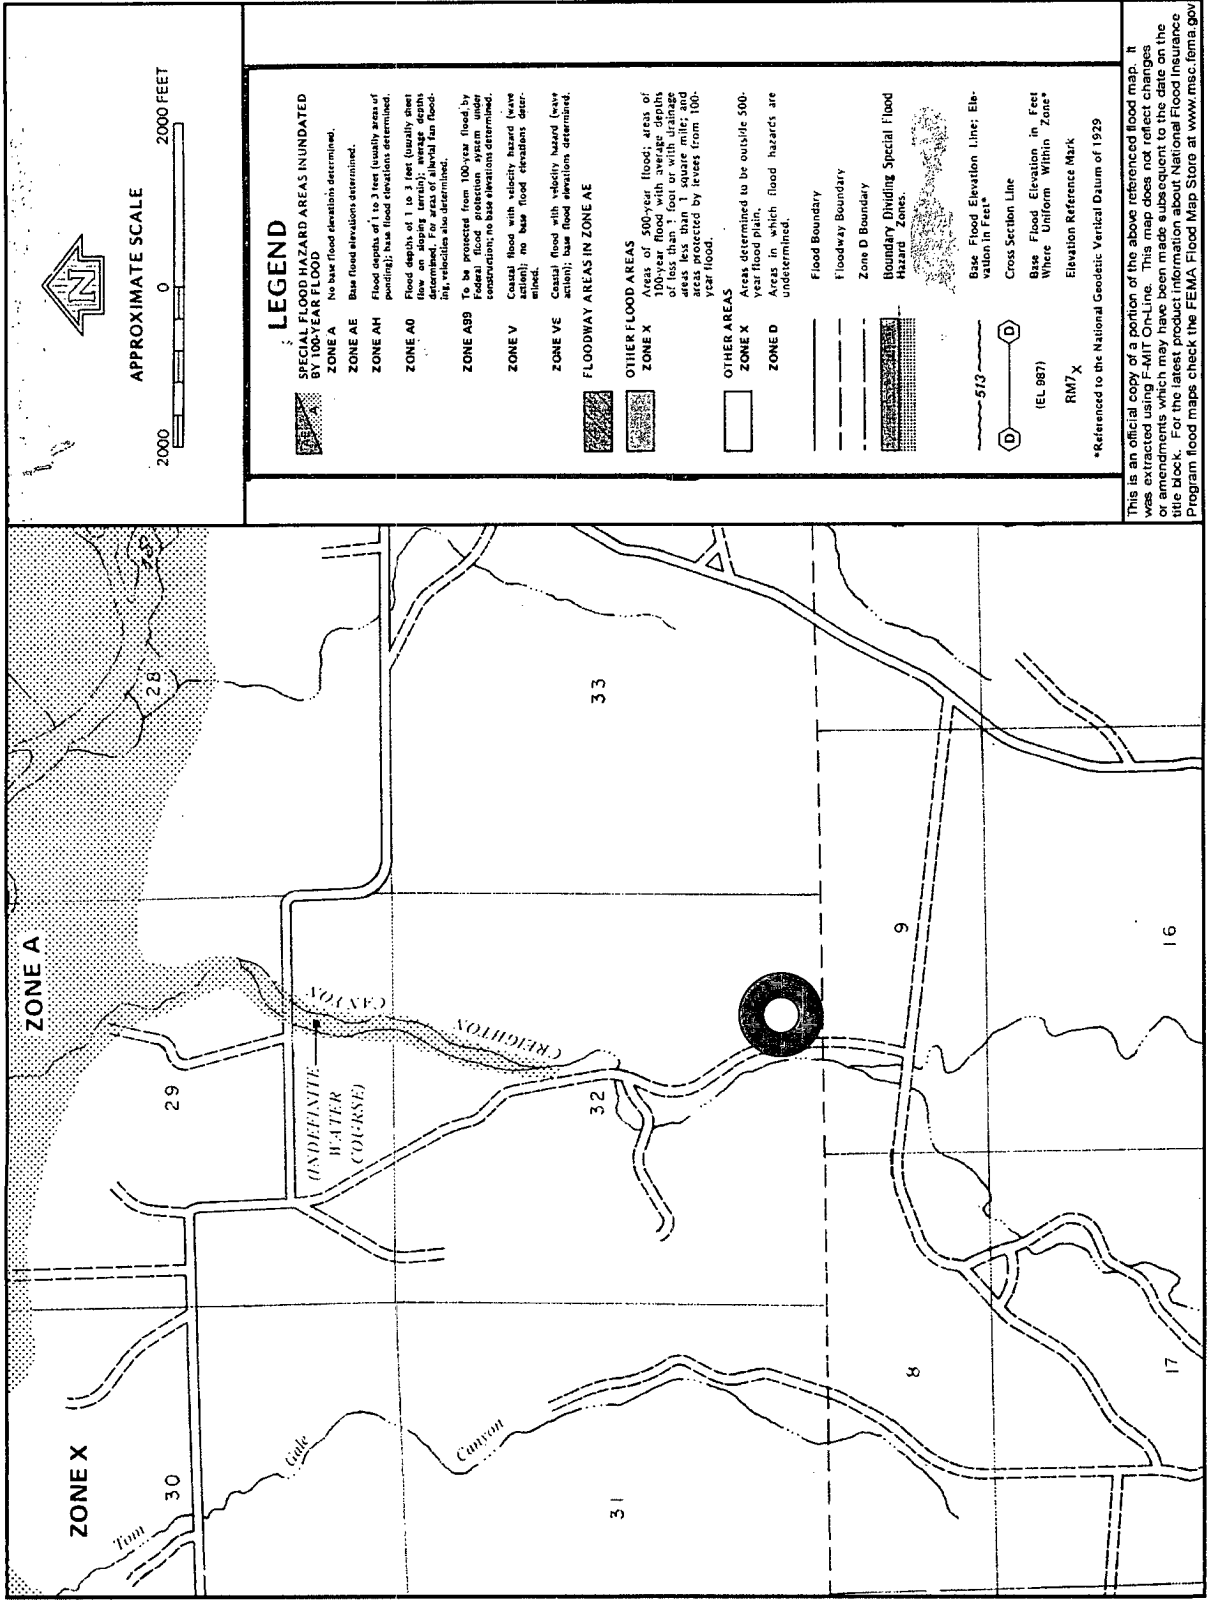 ZONE X
ZONE A
30
29
28
28
Tom
Gale
Canyon
(INDEFINITE
WATER
COURSE)
CREIGHTON
CANYON
31
32
33
8
9
17
16
N
APPROXIMATE SCALE
2000 0 2000 FEET
LEGEND
SPECIAL FLOOD HAZARD AREAS INUNDATED
BY 100-YEAR FLOOD
ZONE A No base flood elevations determined.
ZONE AE Base flood elevations determined.
ZONE AH Flood depths of 1 to 3 feet (usually areas of
ponding); base flood elevations determined.
ZONE A0 Flood depths of 1 to 3 feet (usually sheet
flow on sloping terrain); average depths
determined. For areas of alluvial fan flood-
ing, velocities also determined.
ZONE A99 To be protected from 100-year flood by
Federal flood protection system under
construction; no base elevations determined.
ZONE V Coastal flood with velocity hazard (wave
action); no base flood elevations deter-
mined.
ZONE VE Coastal flood with velocity hazard (wave
action); base flood elevations determined.
FLOODWAY AREAS IN ZONE AE
OTHER FLOOD AREAS
ZONE X Areas of 500-year flood; areas of
100-year flood with average depths
of less than 1 foot or with drainage
areas less than 1 square mile; and
areas protected by levees from 100-
year flood.
OTHER AREAS
ZONE X Areas determined to be outside 500-
year flood plain.
ZONE D Areas in which flood hazards are
undetermined.
Flood Boundary
Floodway Boundary
Zone D Boundary
Boundary Dividing Special Flood
Hazard Zones.
513 Base Flood Elevation Line; Ele-
vation in Feet*
D D Cross Section Line
(EL 987) Base Flood Elevation in Feet
Where Uniform Within Zone*
RM7X Elevation Reference Mark
*Referenced to the National Geodetic Vertical Datum of 1929
This is an official copy of a portion of the above referenced flood map. It
was extracted using F-MIT On-Line. This map does not reflect changes
or amendments which may have been made subsequent to the date on the
title block. For the latest product information about National Flood Insurance
Program flood maps check the FEMA Flood Map Store at www.msc.fema.gov